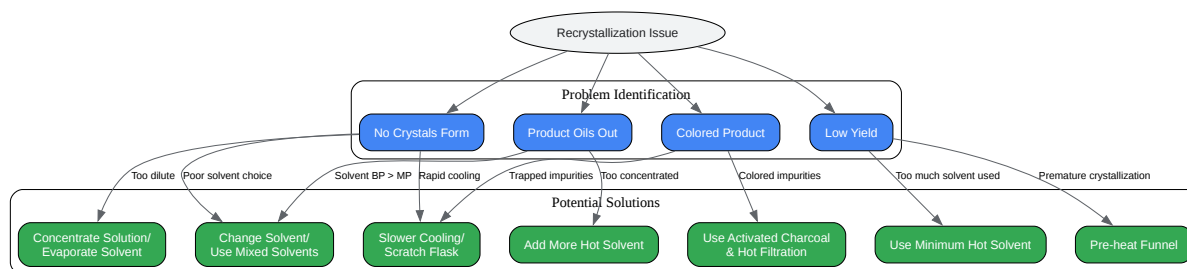 Recrystallization Issue
Problem Identification
No Crystals Form
Product Oils Out
Colored Product
Low Yield
Too dilute
Poor solvent choice
Solvent BP > MP
Rapid cooling
Trapped impurities
Too concentrated
Colored impurities
Too much solvent used
Premature crystallization
Potential Solutions
Concentrate Solution/
Evaporate Solvent
Change Solvent/
Use Mixed Solvents
Slower Cooling/
Scratch Flask
Add More Hot Solvent
Use Activated Charcoal
& Hot Filtration
Use Minimum Hot Solvent
Pre-heat Funnel